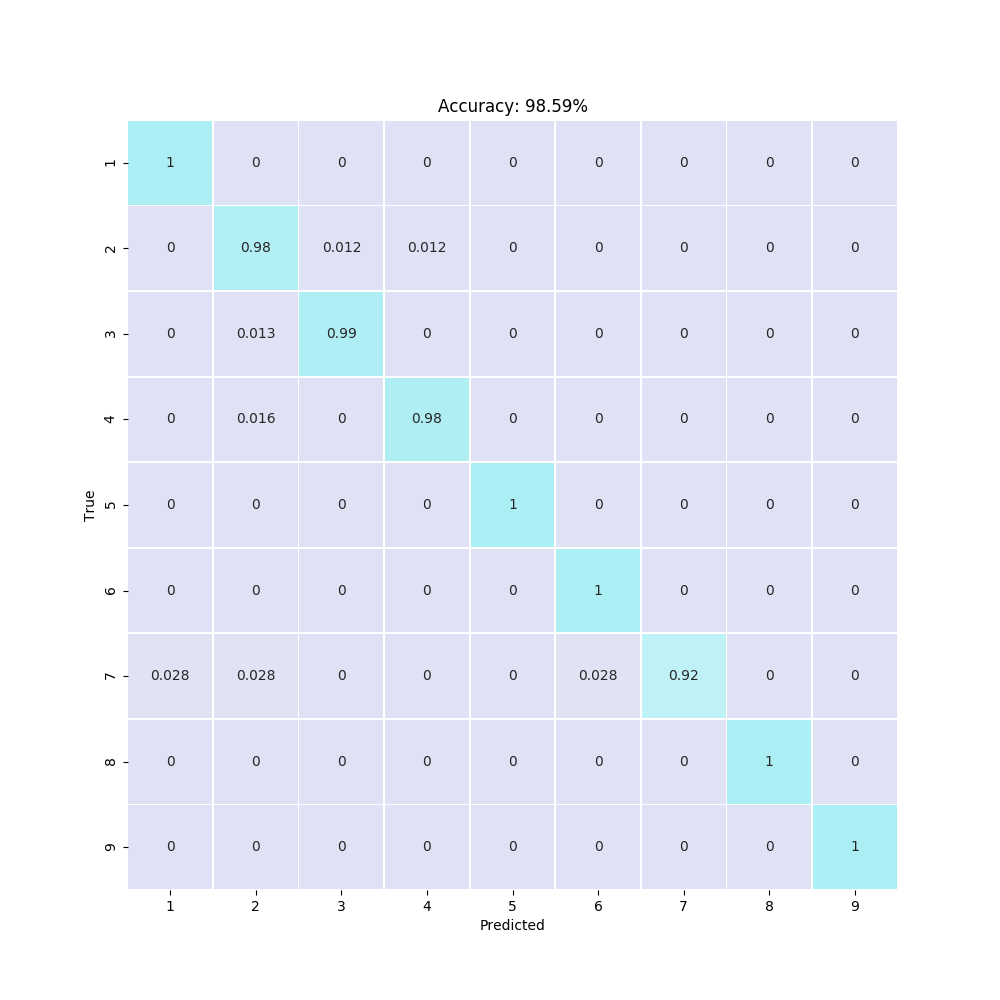 Accuracy: 98.59%
1 1 0 0 0 0 0 0 0 0
2 0 0.98 0.012 0.012 0 0 0 0 0
3 0 0.013 0.99 0 0 0 0 0 0
4 0 0.016 0 0.98 0 0 0 0 0
True
5 0 0 0 0 1 0 0 0 0
6 0 0 0 0 0 1 0 0 0
7 0.028 0.028 0 0 0 0.028 0.92 0 0
8 0 0 0 0 0 0 0 1 0
9 0 0 0 0 0 0 0 0 1
1 2 3 4 5 6 7 8 9
Predicted